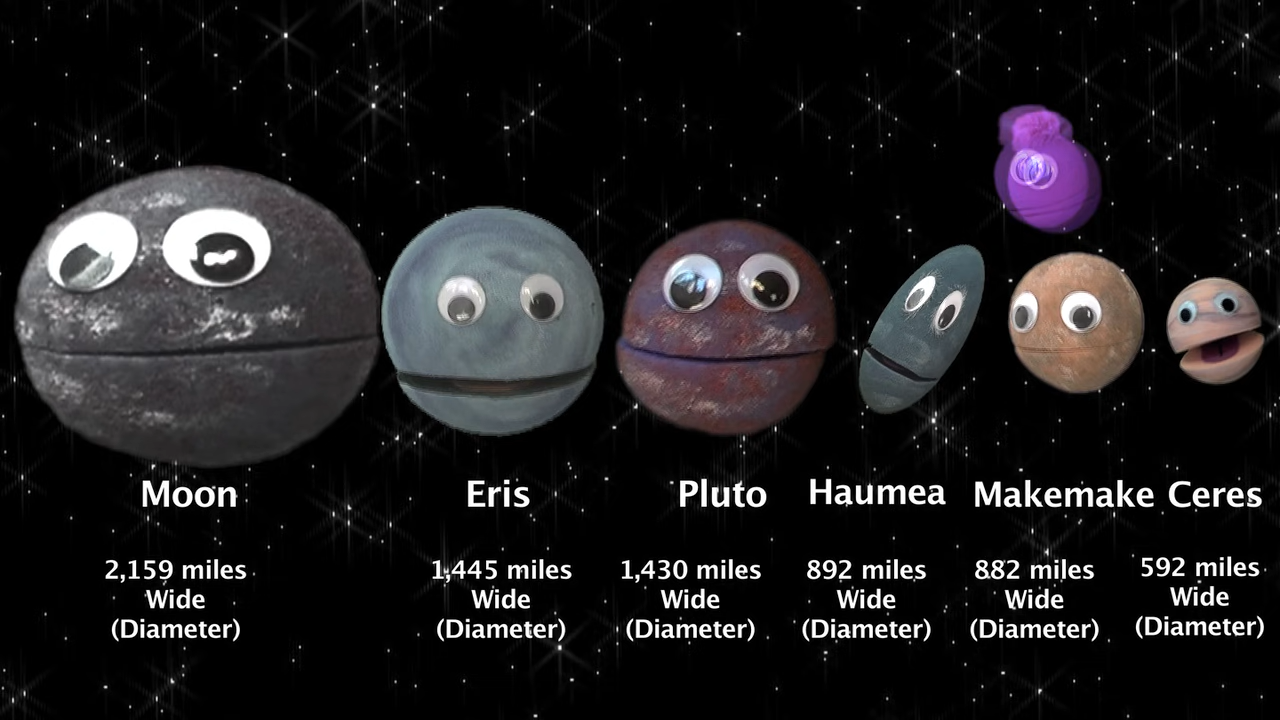 Moon Eris Pluto Haumea Makemake Ceres
2,159 miles 1,445 miles 1,430 miles 892 miles 882 miles 592 miles
Wide Wide Wide Wide Wide Wide
(Diameter) (Diameter) (Diameter) (Diameter) (Diameter) (Diameter)